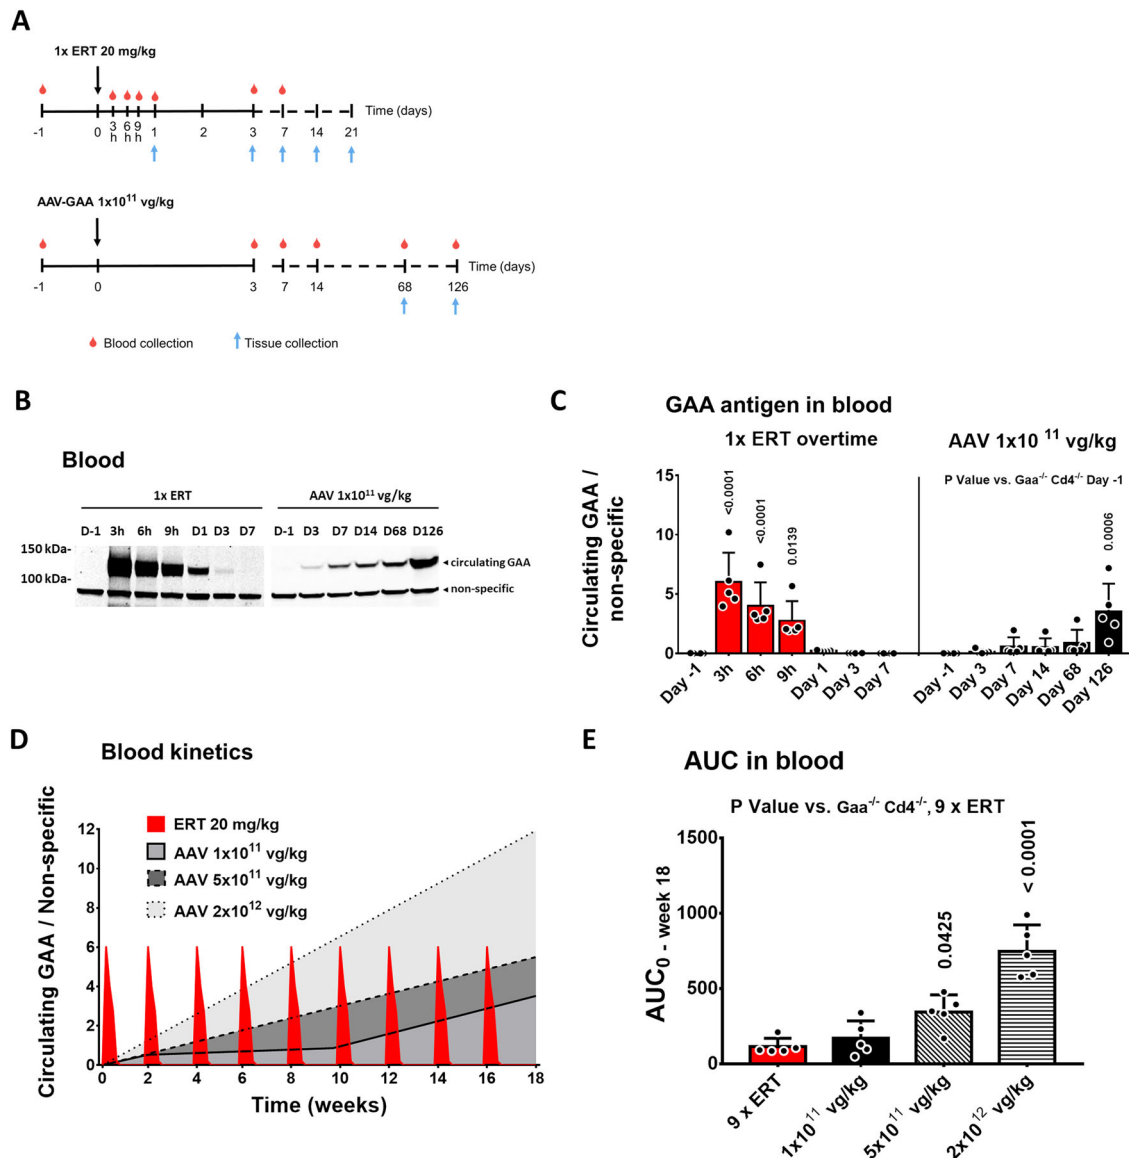 A
1x ERT 20 mg/kg
Time (days)
-1 0 3 h 6 h 9 h 1 2 3 7 14 21
AAV-GAA 1x10¹¹ vg/kg
Time (days)
-1 0 3 7 14 68 126
Blood collection
Tissue collection
B
Blood
1x ERT AAV 1x10¹¹ vg/kg
D-1 3h 6h 9h D1 D3 D7 D-1 D3 D7 D14 D68 D126
150 kDa-
100 kDa-
circulating GAA
non-specific
C
GAA antigen in blood
1x ERT overtime AAV 1x10 ¹¹ vg/kg
P Value vs. Gaa⁻/⁻ Cd4⁻/⁻ Day -1
Circulating GAA /
non-specific
15
10
5
0
<0.0001
<0.0001
0.0139
0.0006
Day -1 3h 6h 9h Day 1 Day 3 Day 7 Day -1 Day 3 Day 7 Day 14 Day 68 Day 126
D
Blood kinetics
Circulating GAA / Non-specific
12
10
8
6
4
2
0
ERT 20 mg/kg
AAV 1x10¹¹ vg/kg
AAV 5x10¹¹ vg/kg
AAV 2x10¹² vg/kg
0 2 4 6 8 10 12 14 16 18
Time (weeks)
E
AUC in blood
P Value vs. Gaa⁻/⁻ Cd4⁻/⁻, 9 x ERT
AUC₀ - week 18
1500
1000
500
0
0.0425
< 0.0001
9 x ERT
1x10¹¹ vg/kg
5x10¹¹ vg/kg
2x10¹² vg/kg